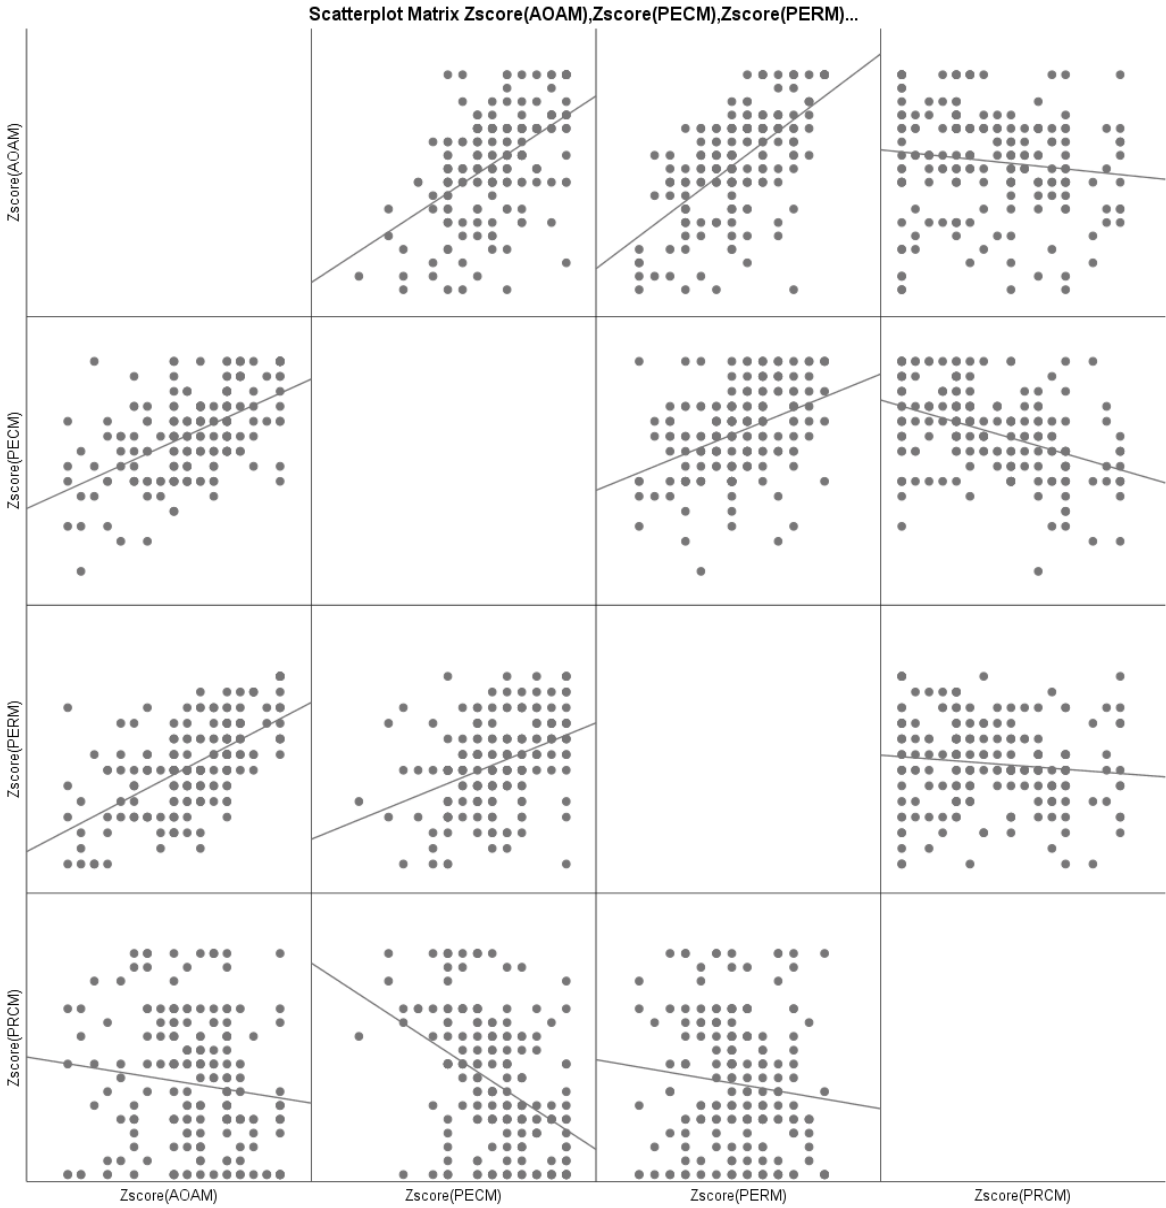 Scatterplot Matrix Zscore(AOAM),Zscore(PECM),Zscore(PERM)...
Zscore(AOAM)
Zscore(PECM)
Zscore(PERM)
Zscore(PRCM)
Zscore(AOAM)
Zscore(PECM)
Zscore(PERM)
Zscore(PRCM)